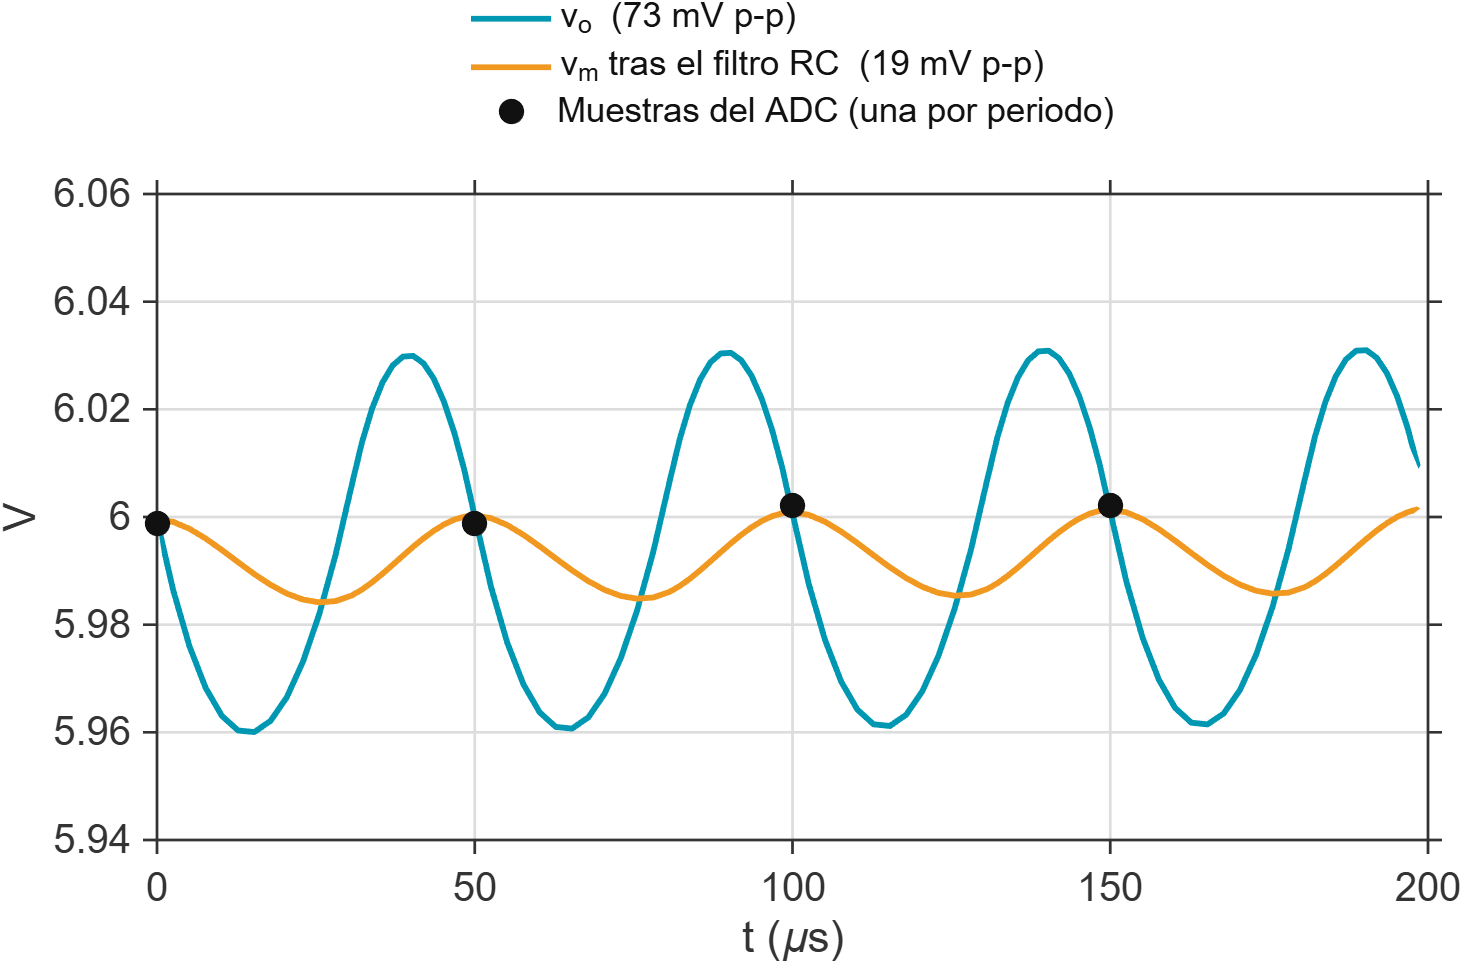 vₒ (73 mV p-p)
vₘ tras el filtro RC (19 mV p-p)
Muestras del ADC (una por periodo)
6.06
6.04
6.02
6
5.98
5.96
5.94
V
0 50 100 150 200
t (µs)